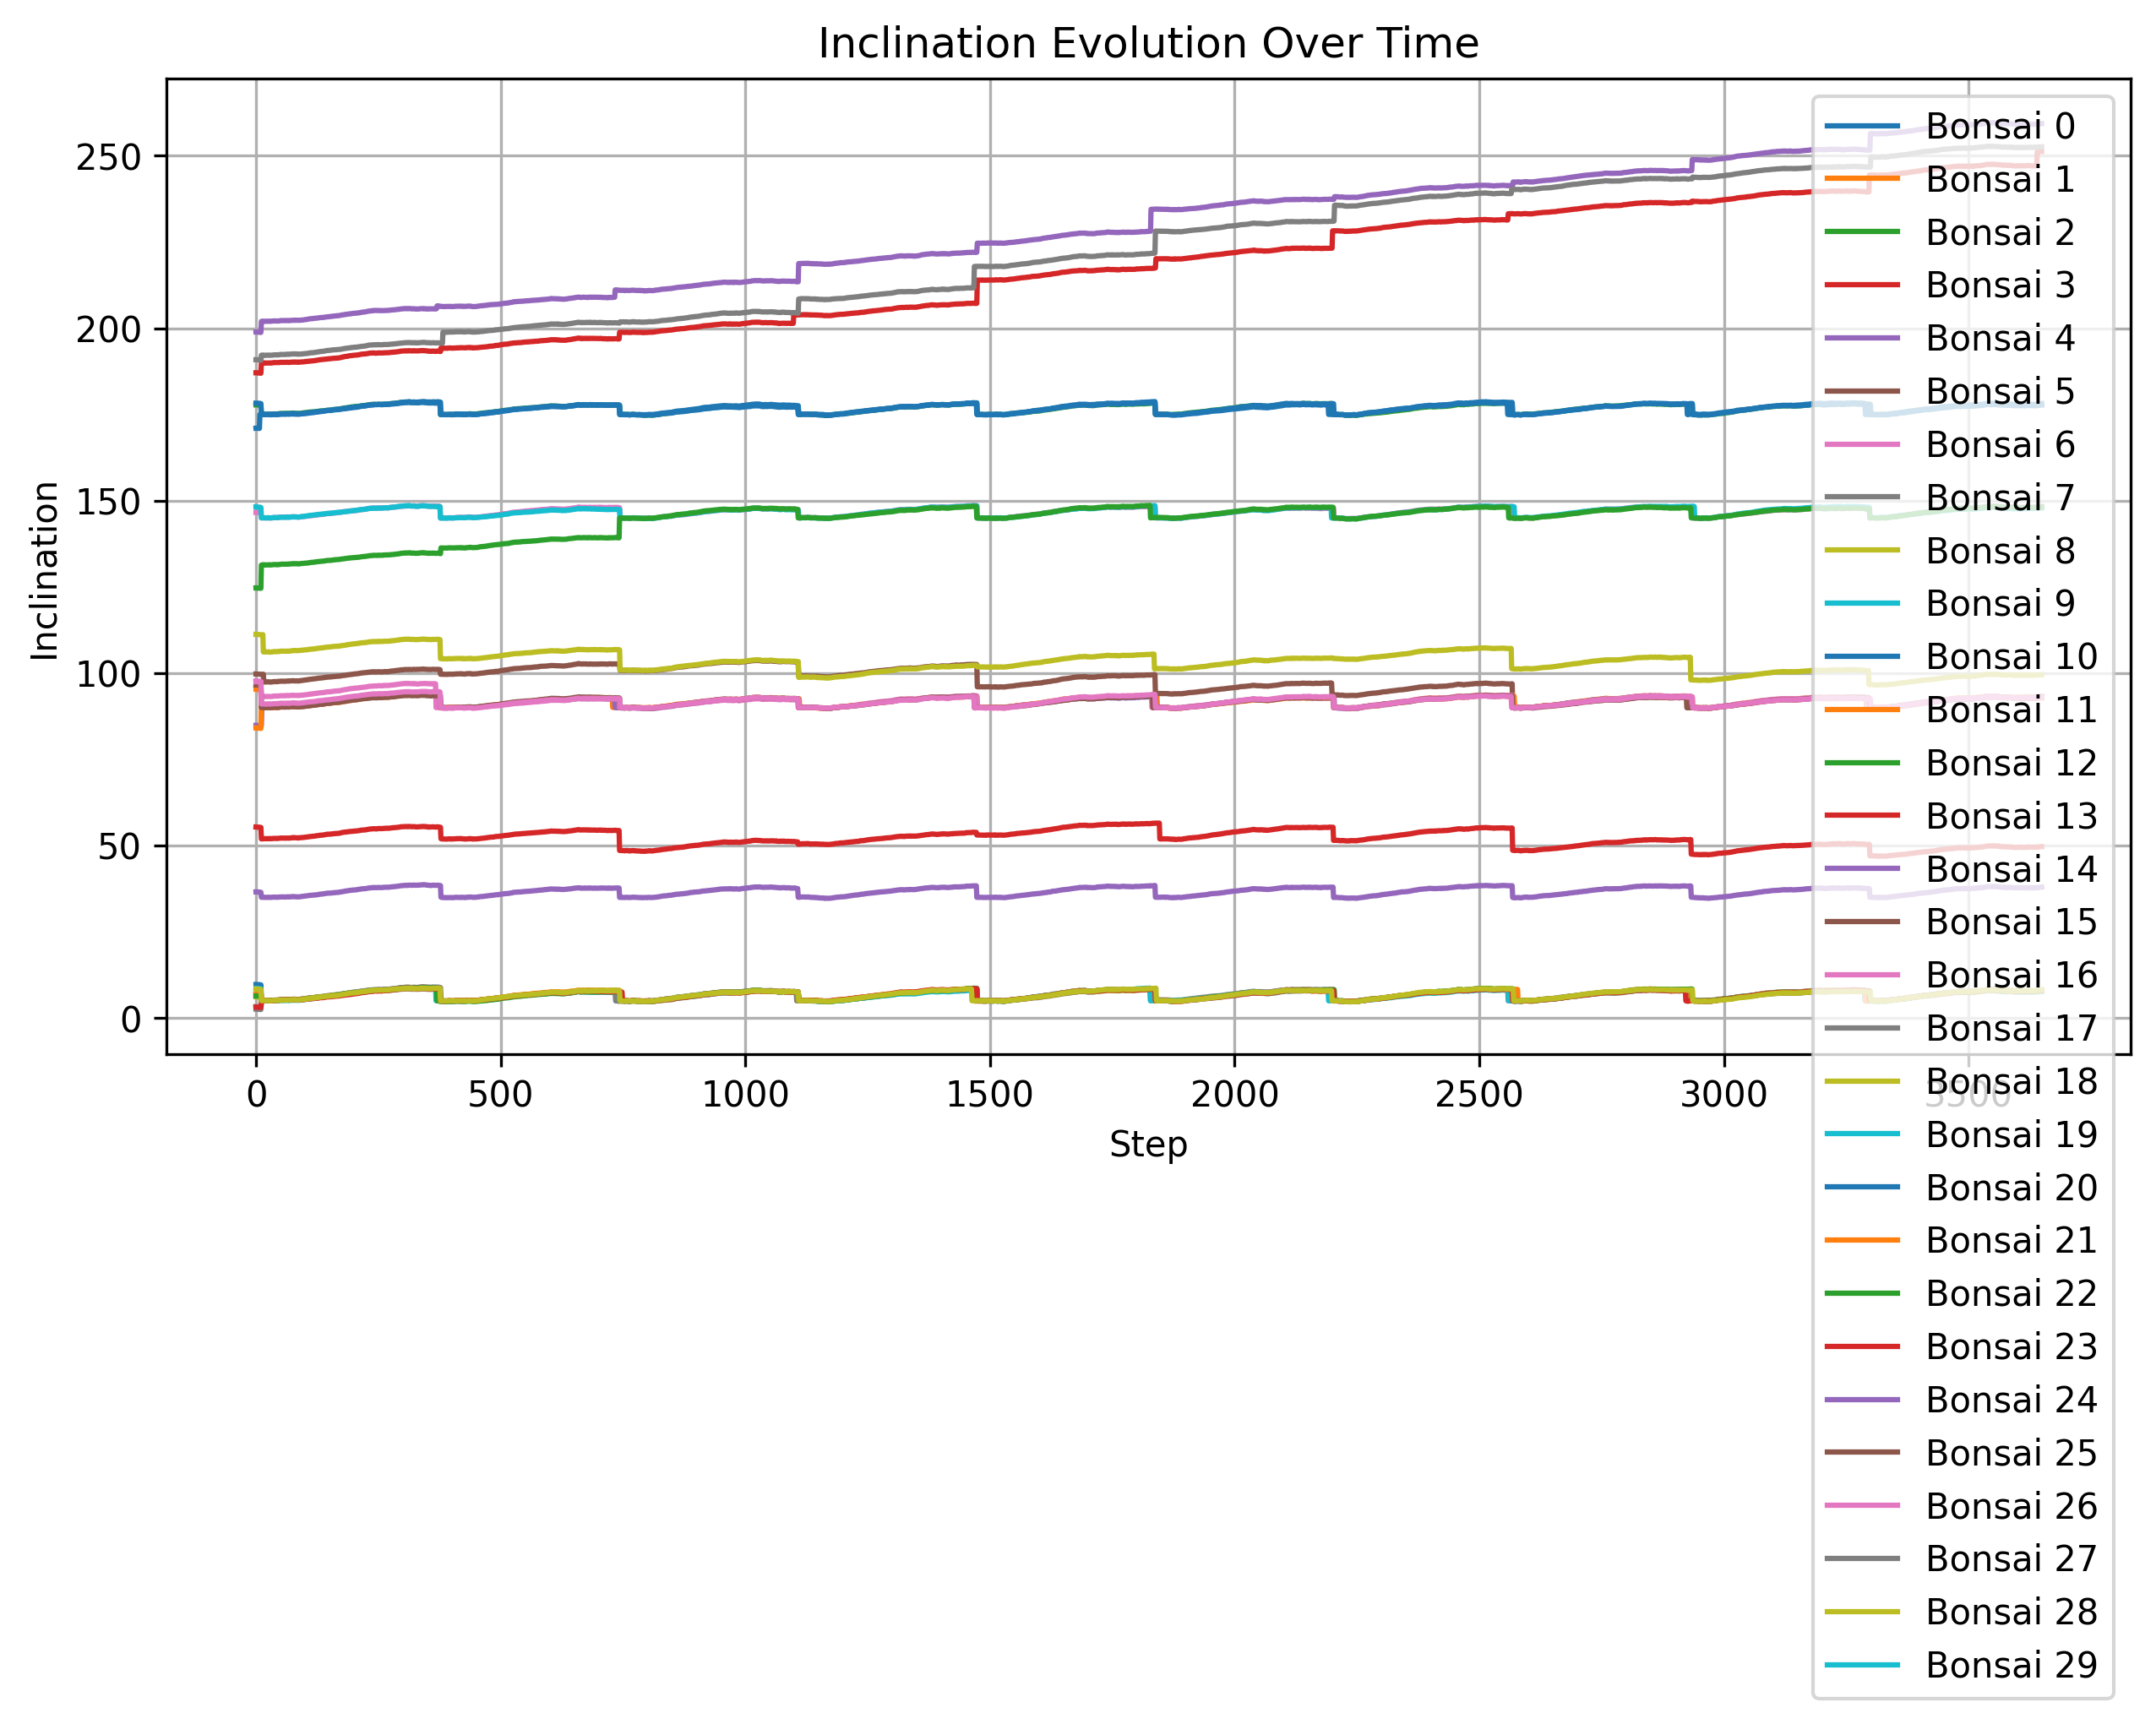 Inclination Evolution Over Time
Inclination
250
200
150
100
50
0
0 500 1000 1500 2000 2500 3000 3500
Step
Bonsai 0
Bonsai 1
Bonsai 2
Bonsai 3
Bonsai 4
Bonsai 5
Bonsai 6
Bonsai 7
Bonsai 8
Bonsai 9
Bonsai 10
Bonsai 11
Bonsai 12
Bonsai 13
Bonsai 14
Bonsai 15
Bonsai 16
Bonsai 17
Bonsai 18
Bonsai 19
Bonsai 20
Bonsai 21
Bonsai 22
Bonsai 23
Bonsai 24
Bonsai 25
Bonsai 26
Bonsai 27
Bonsai 28
Bonsai 29